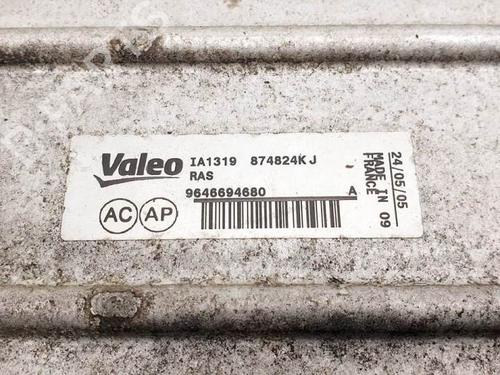 Valeo
IA1319 874824K J
RAS
9646694680 A
AC AP
24/05/05
MADE IN 09
FRANCE